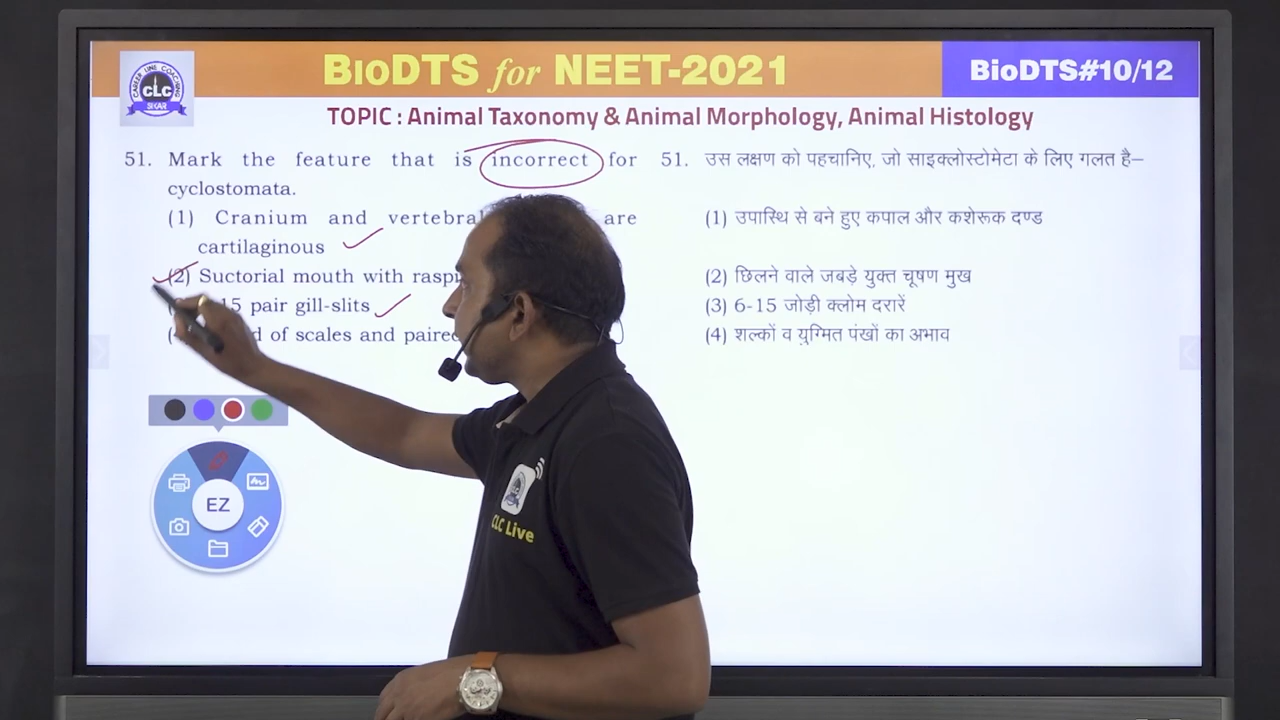 BIODTS for NEET-2021
BioDTS#10/12
CAREER LINE COACHING
CLC
SIKAR
TOPIC : Animal Taxonomy & Animal Morphology, Animal Histology
51. Mark the feature that is incorrect for
cyclostomata.
(1) Cranium and are
cartilaginous
(2) Suctorial mouth with
15 pair gill-slits
of scales and
51. उस लक्षण को पहचानिए, जो साइक्लोस्टोमेटा के लिए गलत है–
(1) उपास्थि से बने हुए कपाल और कशेरूक दण्ड
(2) छिलने वाले जबड़े युक्त चूषण मुख
(3) 6-15 जोड़ी क्लोम दरारें
(4) शल्कों व युग्मित पंखों का अभाव
EZ
CLC Live